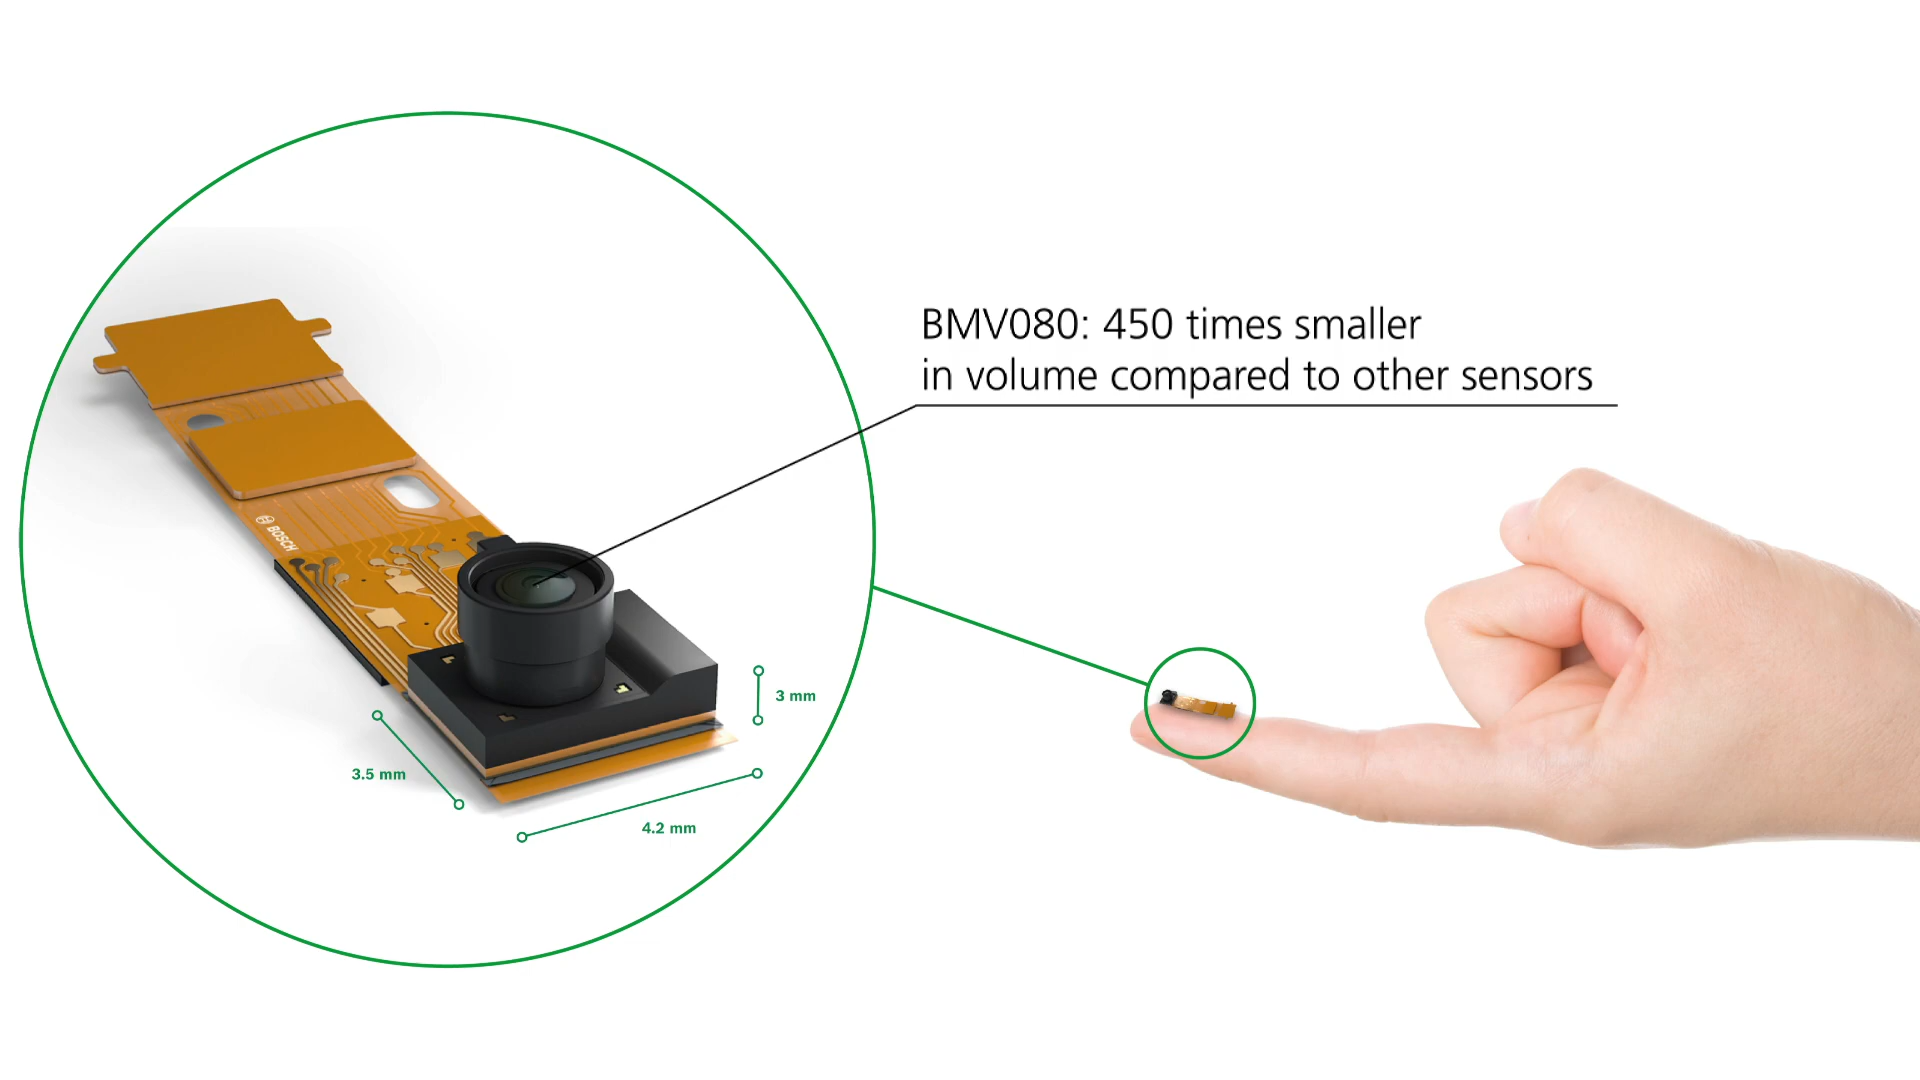 BMV080: 450 times smaller
in volume compared to other sensors
BOSCH
3 mm
3.5 mm
4.2 mm